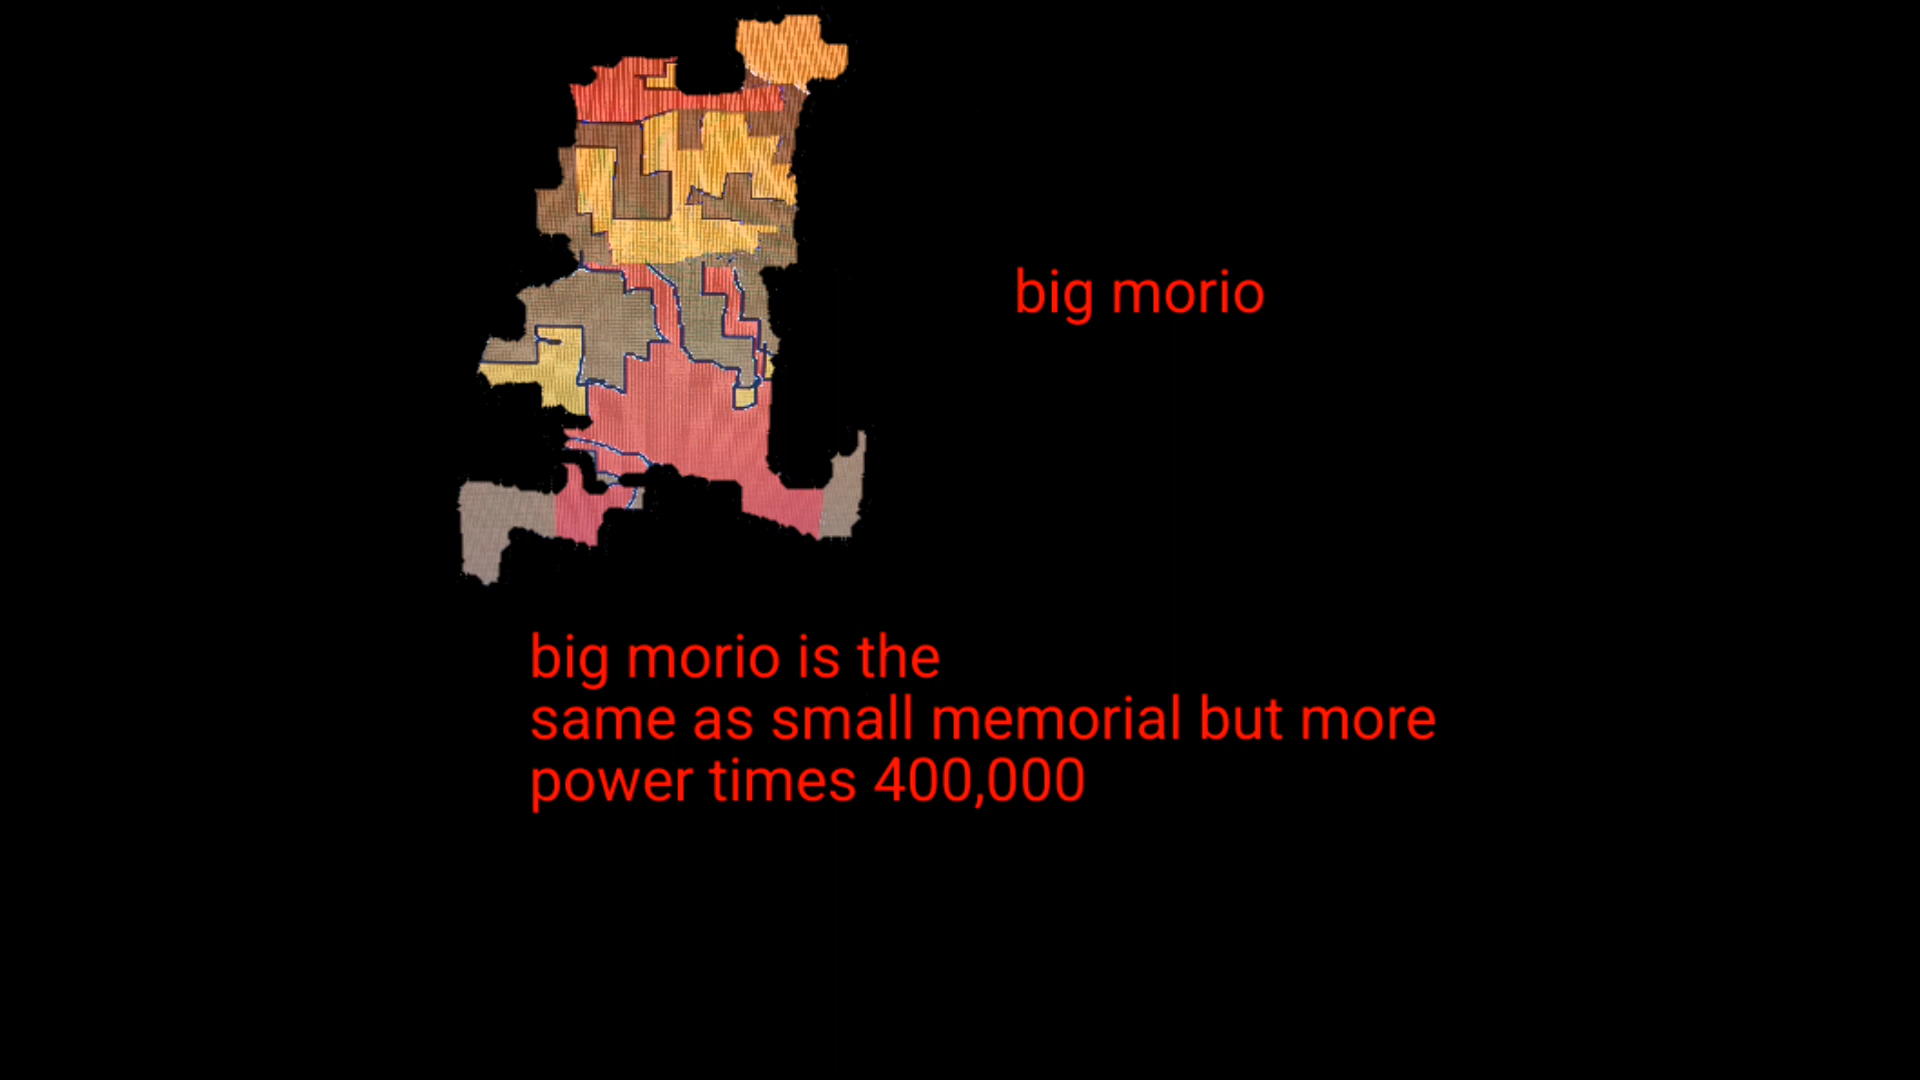 big morio
big morio is the
same as small memorial but more
power times 400,000